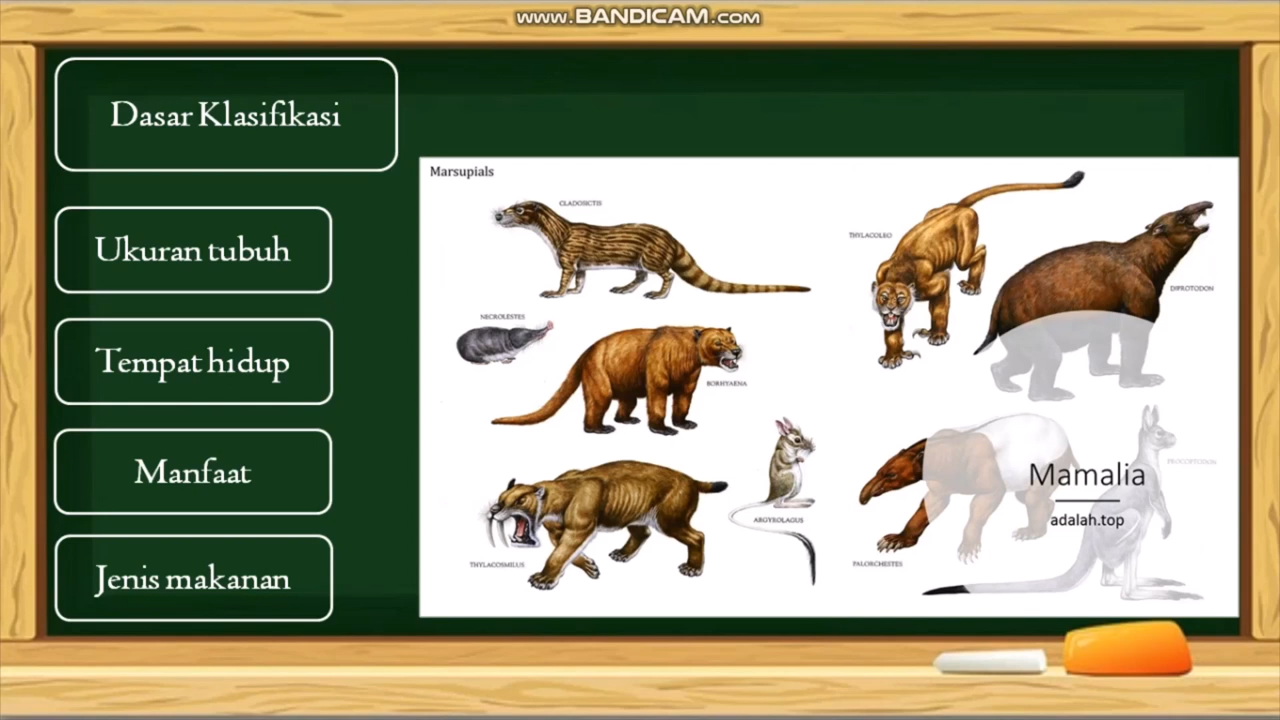 www.BANDICAM.com
Dasar Klasifikasi
Ukuran tubuh
Tempat hidup
Manfaat
Jenis makanan
Marsupials
CLADOSICTIS
THYLACOLEO
DIPROTODON
NECROLESTES
BORHYAENA
THYLACOSMILUS
ARGYROLAGUS
PALORCHESTES
PROCOPTODON
Mamalia
adalah.top